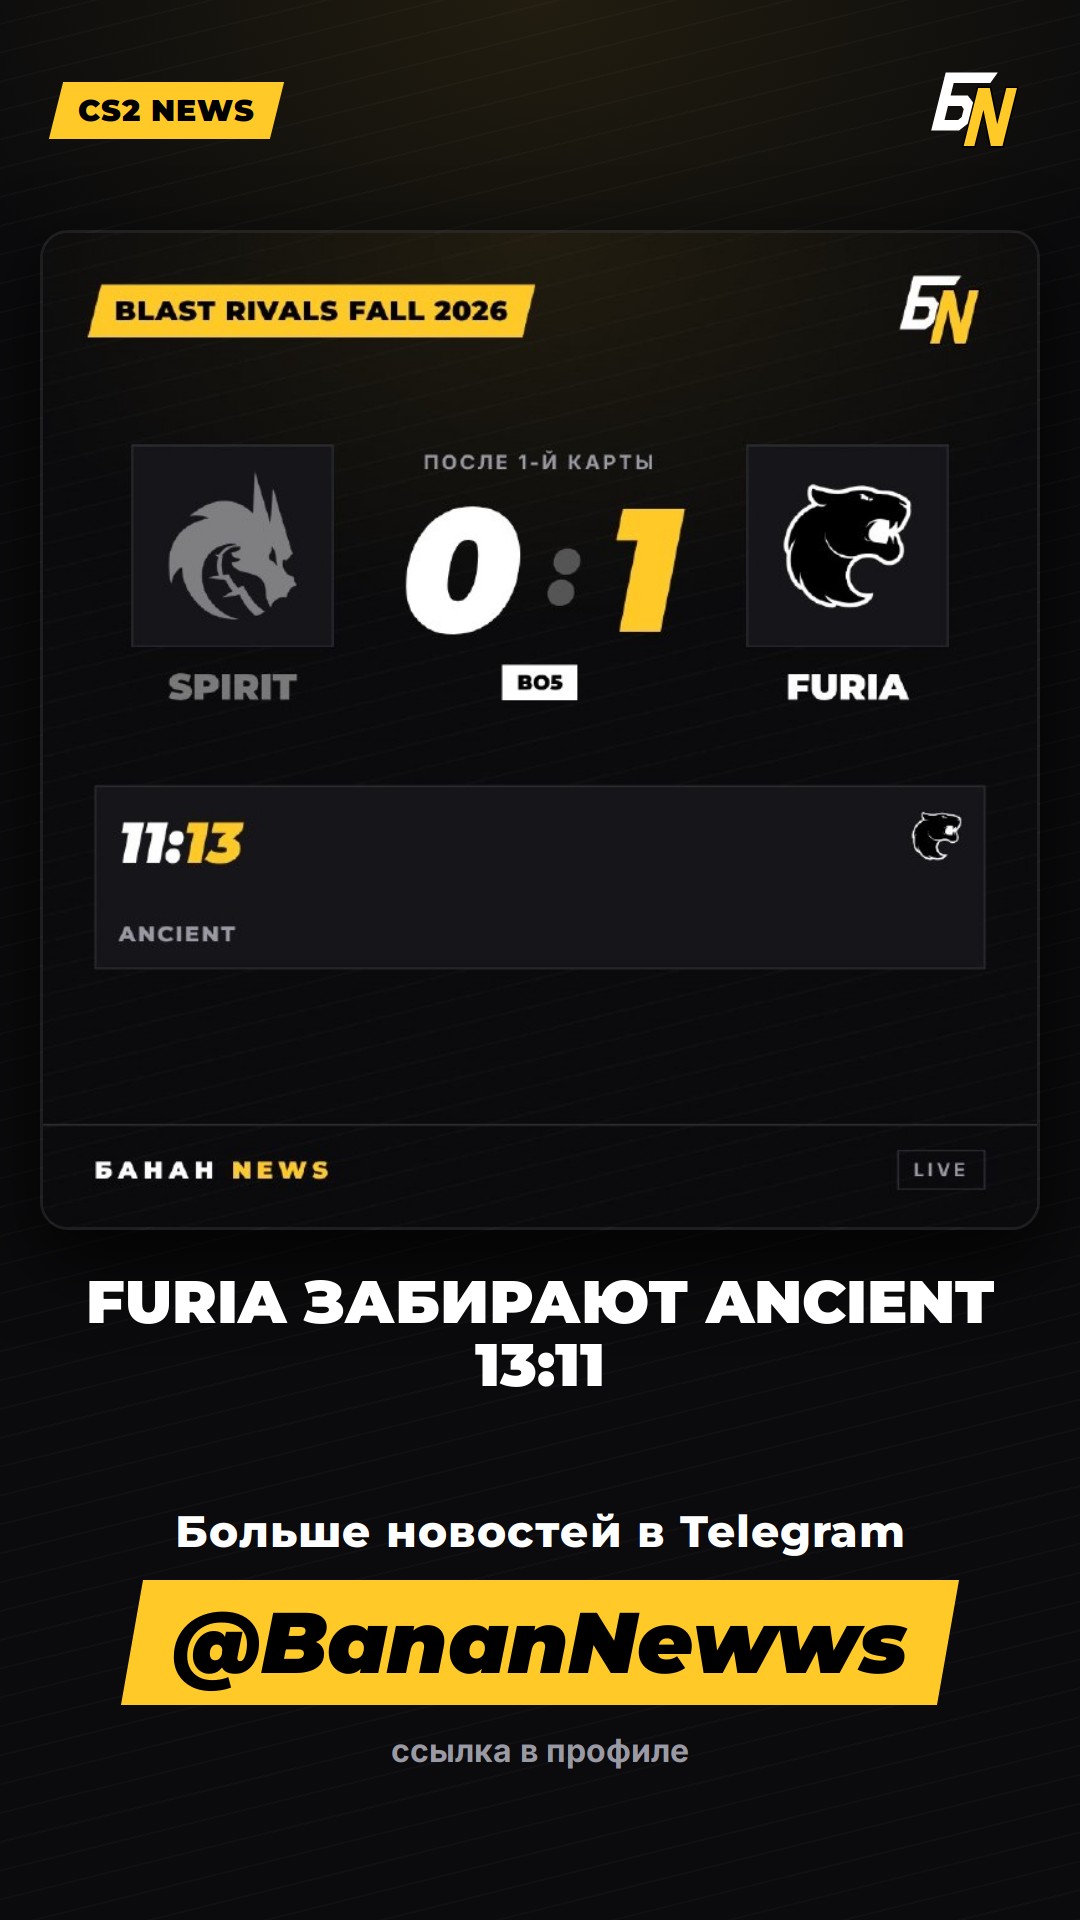 CS2 NEWS
БN
BLAST RIVALS FALL 2026
БN
ПОСЛЕ 1-Й КАРТЫ
0:1
SPIRIT
BO5
FURIA
11:13
ANCIENT
БАНАН NEWS
LIVE
FURIA ЗАБИРАЮТ ANCIENT
13:11
Больше новостей в Telegram
@BananNewws
ссылка в профиле